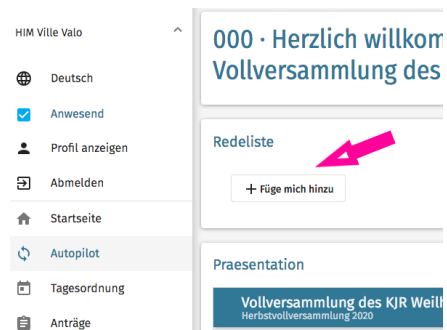 HIM Ville Valo
Deutsch
Anwesend
Profil anzeigen
Abmelden
Startseite
Autopilot
Tagesordnung
Anträge
000 · Herzlich willkom
Vollversammlung des
Redeliste
+ Füge mich hinzu
Praesentation
Vollversammlung des KJR Weilh
Herbstvollversammlung 2020